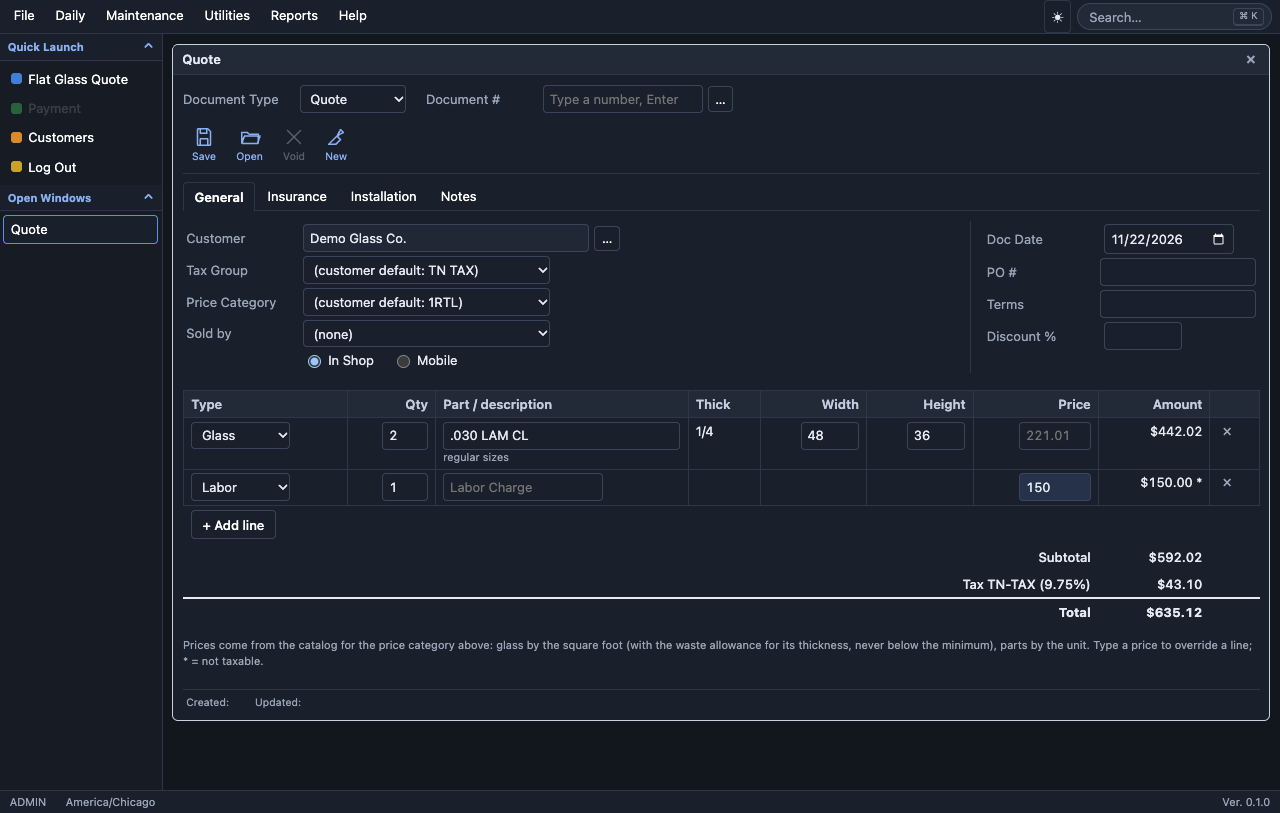 File Daily Maintenance Utilities Reports Help Search... ⌘ K
Quick Launch
Flat Glass Quote
Payment
Customers
Log Out
Open Windows
Quote
Quote ×
Document Type Quote Document # Type a number, Enter ...
Save Open Void New
General Insurance Installation Notes
Customer Demo Glass Co. ...
Tax Group (customer default: TN TAX)
Price Category (customer default: 1RTL)
Sold by (none)
In Shop Mobile
Doc Date 11/22/2026
PO #
Terms
Discount %
Type Qty Part / description Thick Width Height Price Amount
Glass 2 .030 LAM CL 1/4 48 36 221.01 $442.02 ×
regular sizes
Labor 1 Labor Charge 150 $150.00 * ×
+ Add line
Subtotal $592.02
Tax TN-TAX (9.75%) $43.10
Total $635.12
Prices come from the catalog for the price category above: glass by the square foot (with the waste allowance for its thickness, never below the minimum), parts by the unit. Type a price to override a line;
* = not taxable.
Created: Updated:
ADMIN America/Chicago Ver. 0.1.0